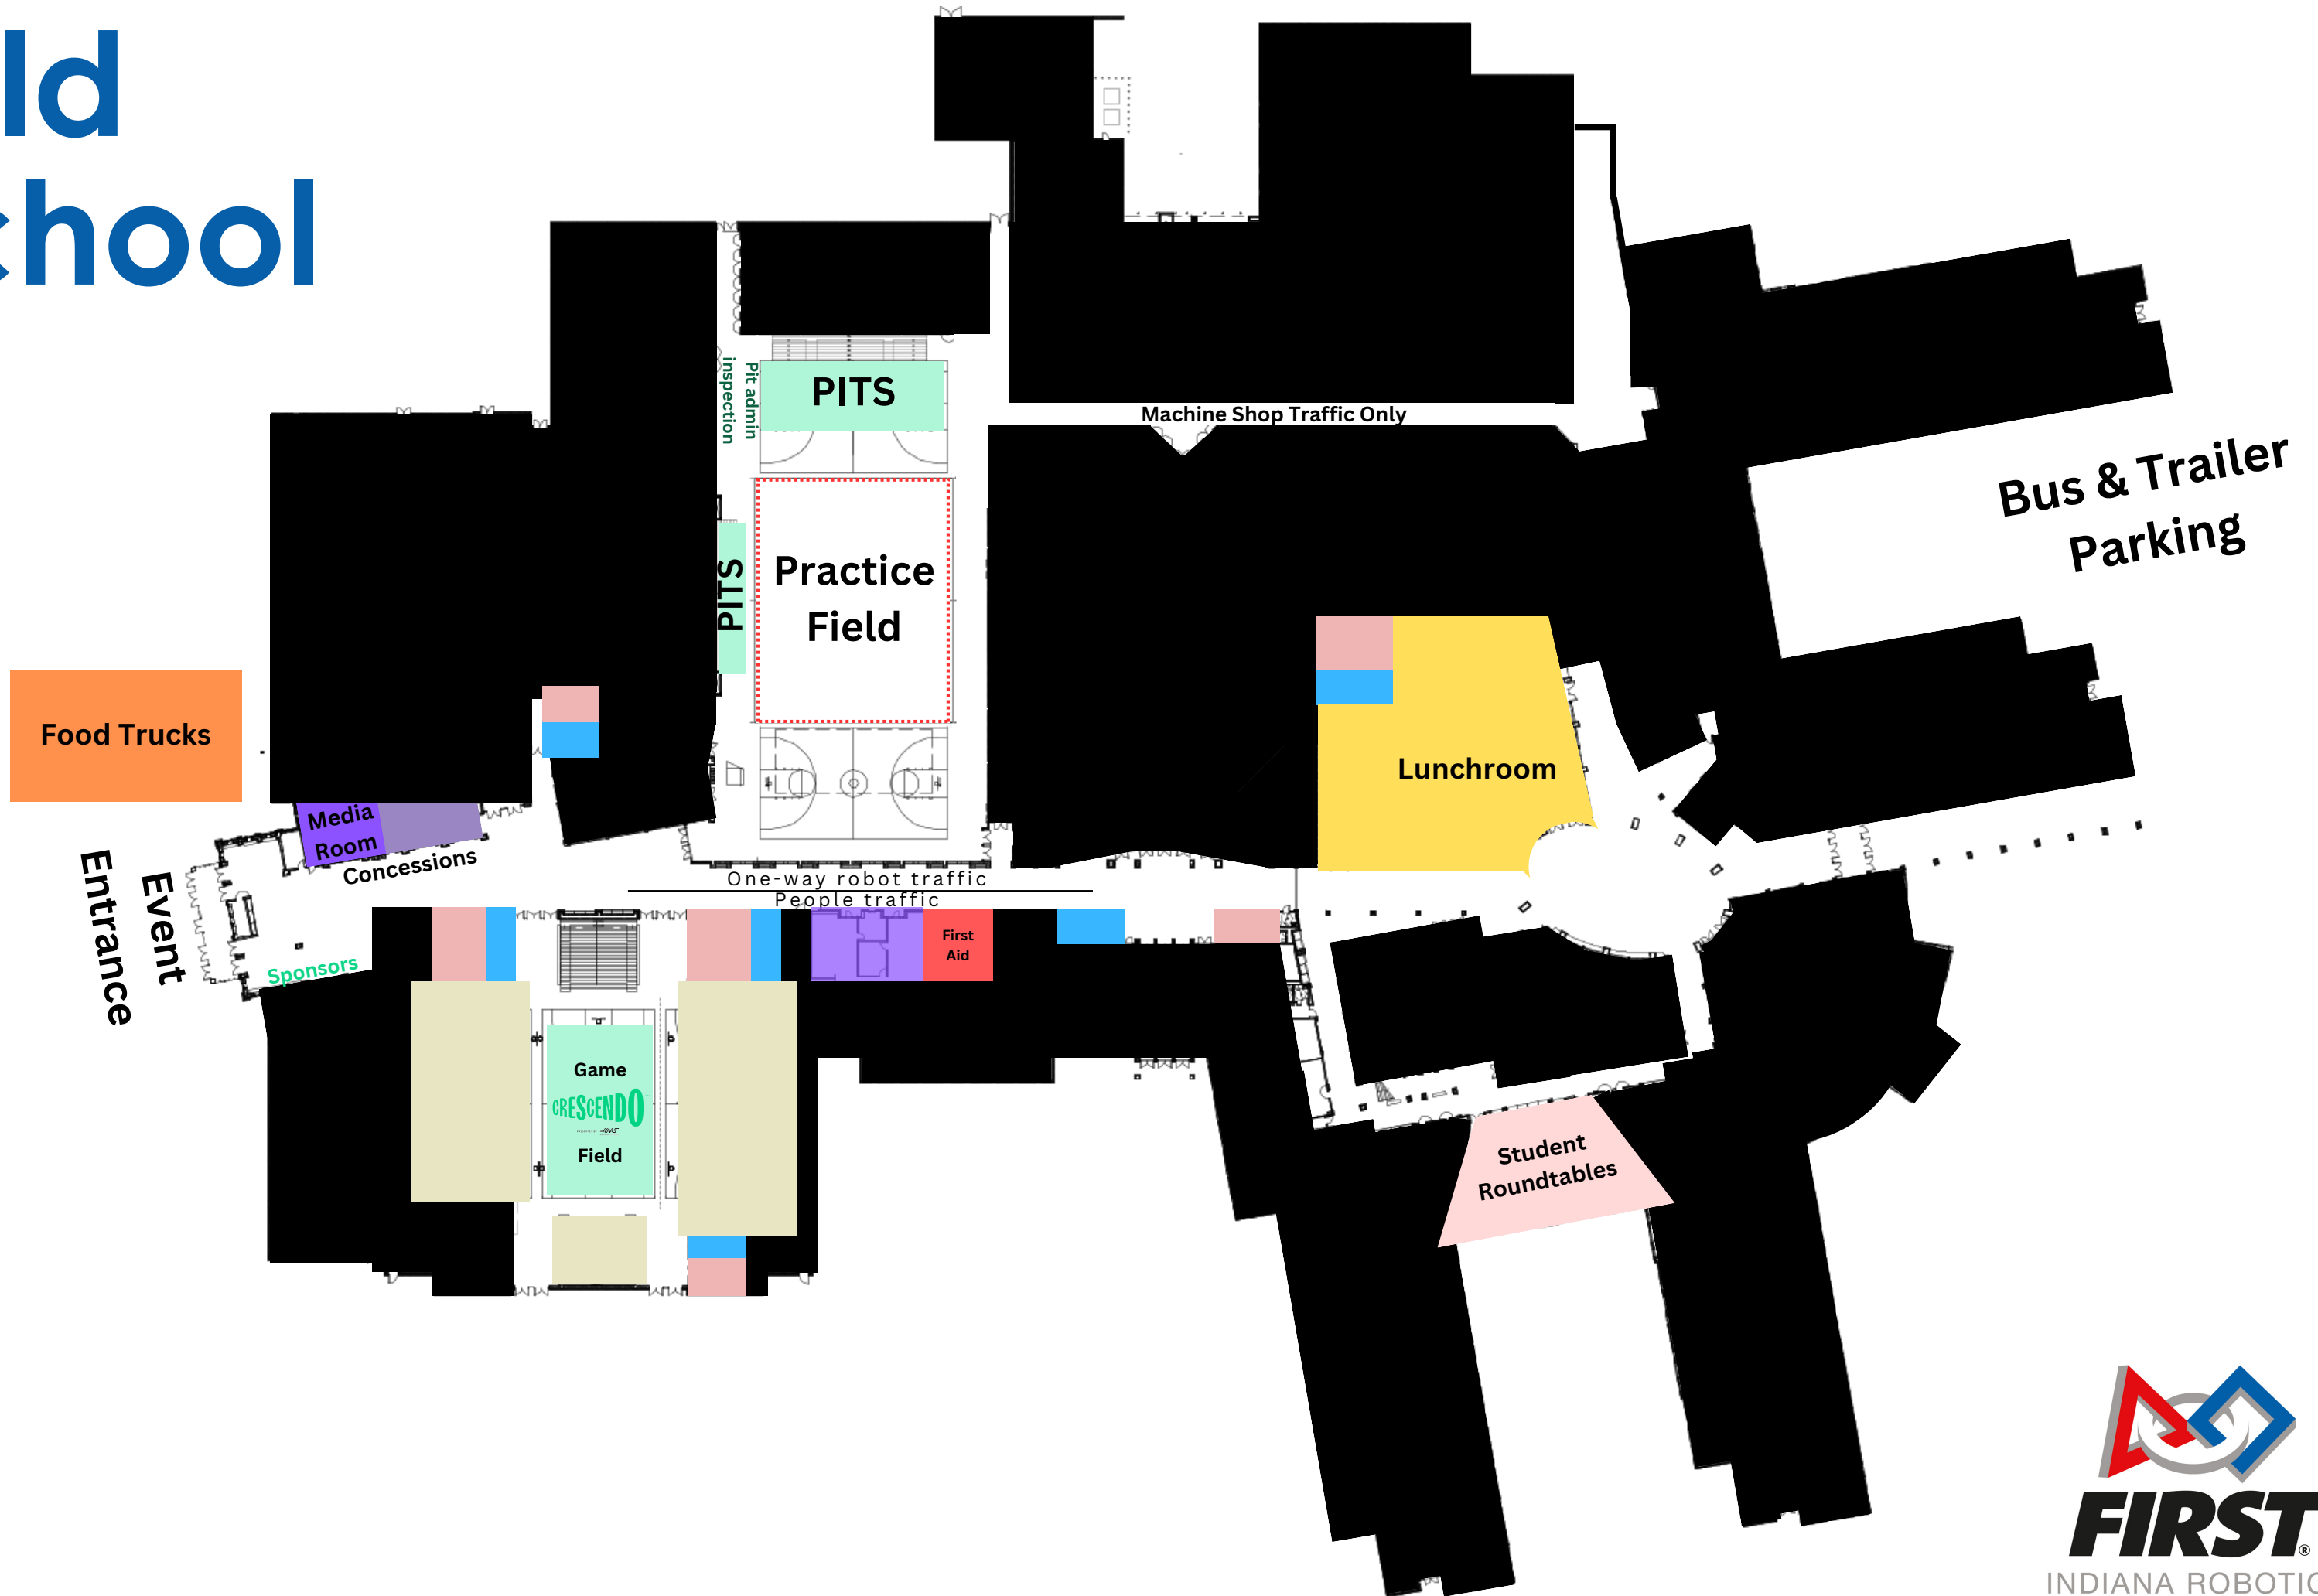 ld
chool
Pit admin
inspection
PITS
Machine Shop Traffic Only
Bus & Trailer
Parking
PITS
Practice
Field
Food Trucks
Lunchroom
Media
Room
Concessions
Event
Entrance
One-way robot traffic
People traffic
First
Aid
Sponsors
Game
CRESCENDO
HAAS
Field
Student
Roundtables
FIRST®
INDIANA ROBOTIC